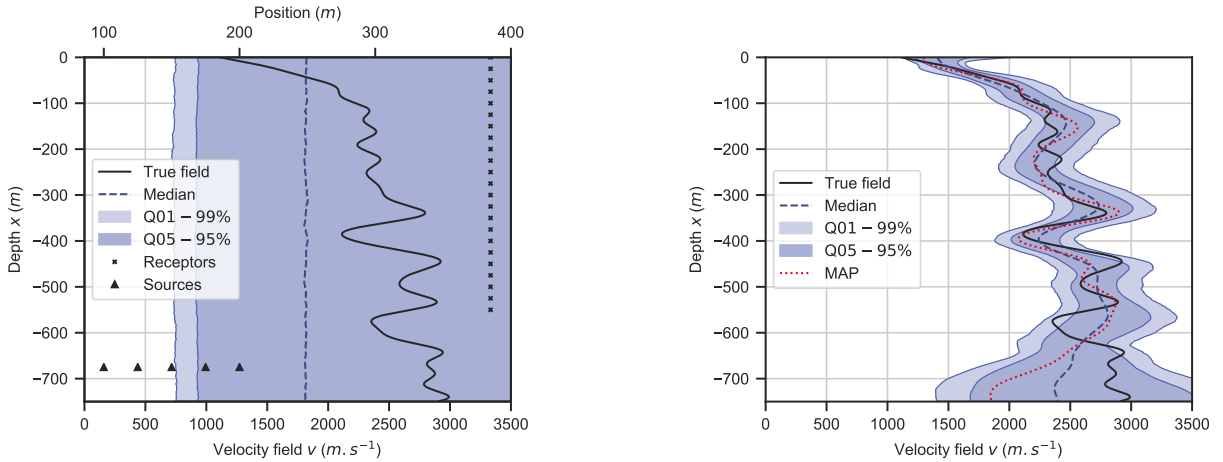 Position (m)
100 200 300 400
0
−100
−200
−300
−400
−500
−600
−700
Depth x (m)
True field
Median
Q01 − 99%
Q05 − 95%
Receptors
Sources
0 500 1000 1500 2000 2500 3000 3500
Velocity field v (m.s⁻¹)
0
−100
−200
−300
−400
−500
−600
−700
Depth x (m)
True field
Median
Q01 − 99%
Q05 − 95%
MAP
0 500 1000 1500 2000 2500 3000 3500
Velocity field v (m.s⁻¹)